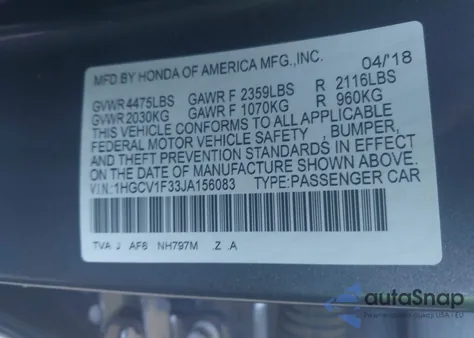 MFD BY HONDA OF AMERICA MFG.,INC. 04/18
GVWR 4475LBS GAWR F 2359LBS R 2116LBS
GVWR 2030KG GAWR F 1070KG R 960KG
THIS VEHICLE CONFORMS TO ALL APPLICABLE
FEDERAL MOTOR VEHICLE SAFETY , BUMPER,
AND THEFT PREVENTION STANDARDS IN EFFECT
ON THE DATE OF MANUFACTURE SHOWN ABOVE.
VIN:1HGCV1F33JA156083 TYPE:PASSENGER CAR
TVA J AF6 NH797M .Z .A
autoSnap